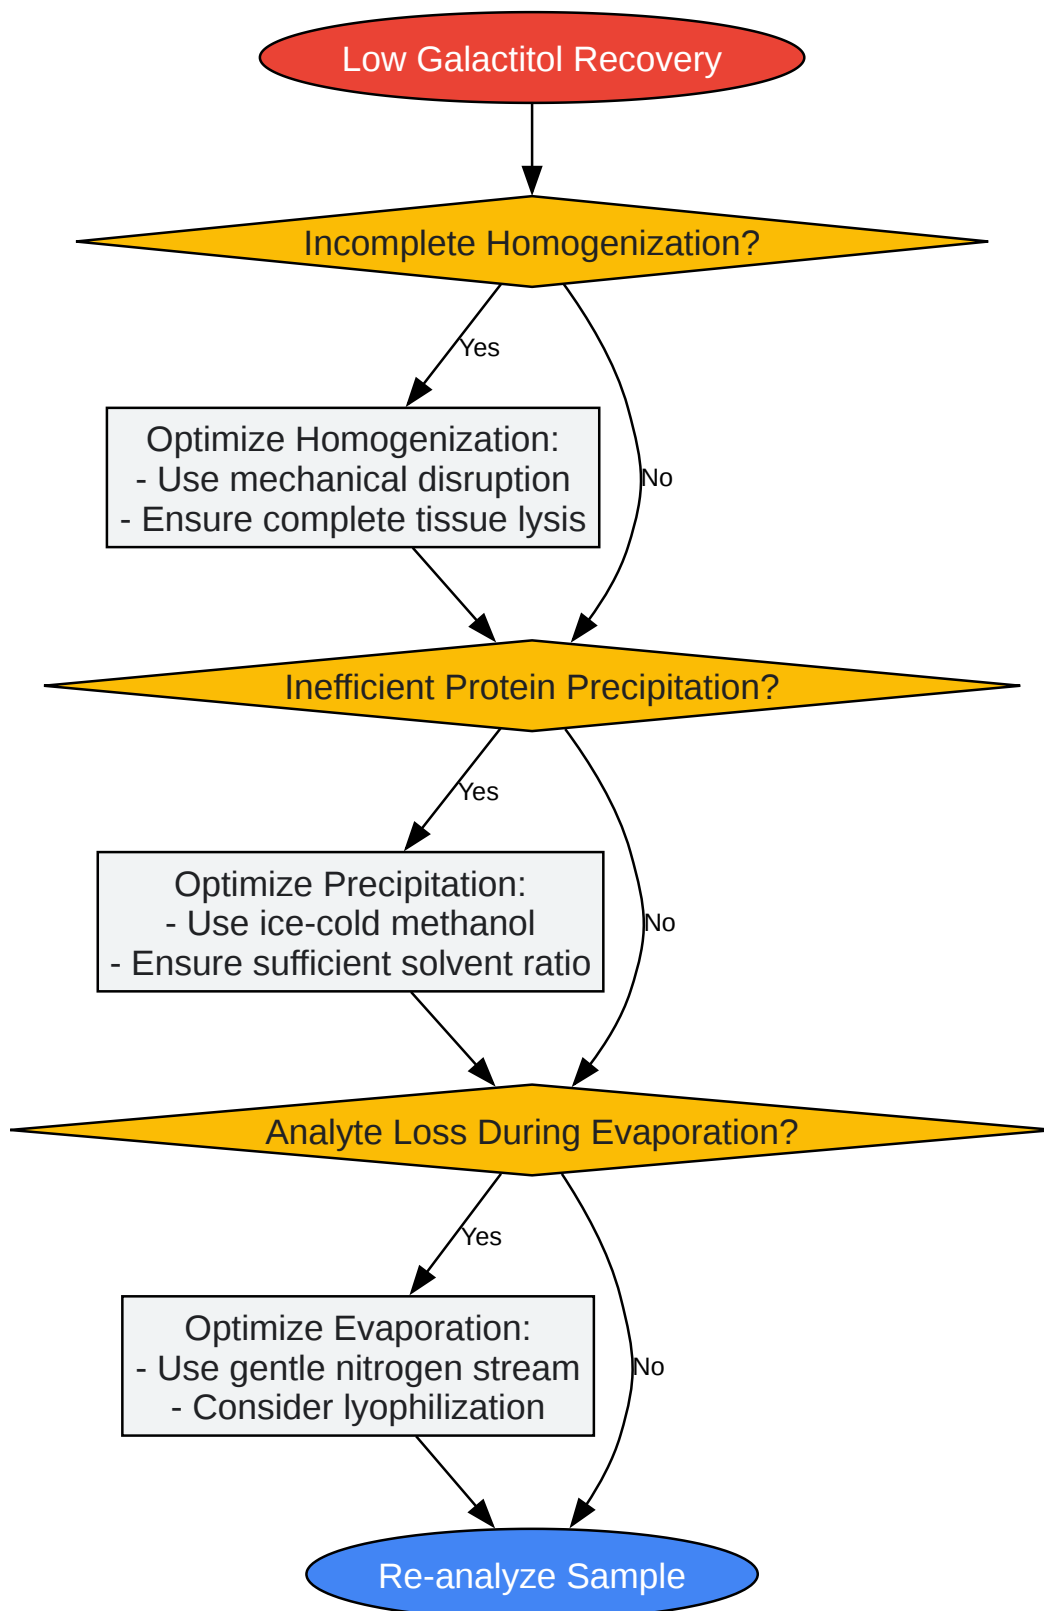 Low Galactitol Recovery
Incomplete Homogenization?
Yes
Optimize Homogenization:
- Use mechanical disruption
- Ensure complete tissue lysis
No
Inefficient Protein Precipitation?
Yes
Optimize Precipitation:
- Use ice-cold methanol
- Ensure sufficient solvent ratio
No
Analyte Loss During Evaporation?
Yes
Optimize Evaporation:
- Use gentle nitrogen stream
- Consider lyophilization
No
Re-analyze Sample